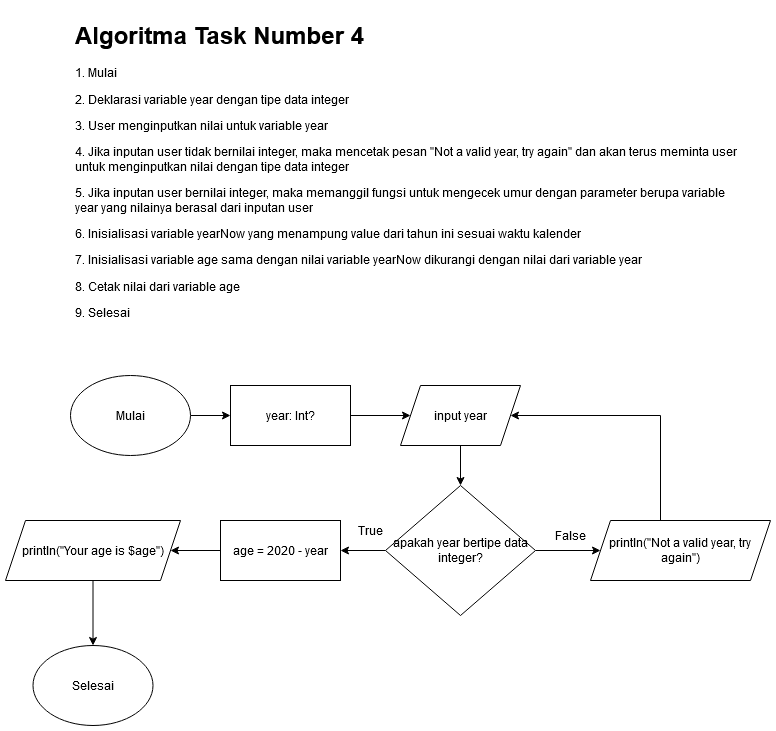 Algoritma Task Number 4
1. Mulai
2. Deklarasi variable year dengan tipe data integer
3. User menginputkan nilai untuk variable year
4. Jika inputan user tidak bernilai integer, maka mencetak pesan "Not a valid year, try again" dan akan terus meminta user
untuk menginputkan nilai dengan tipe data integer
5. Jika inputan user bernilai integer, maka memanggil fungsi untuk mengecek umur dengan parameter berupa variable
year yang nilainya berasal dari inputan user
6. Inisialisasi variable yearNow yang menampung value dari tahun ini sesuai waktu kalender
7. Inisialisasi variable age sama dengan nilai variable yearNow dikurangi dengan nilai dari variable year
8. Cetak nilai dari variable age
9. Selesai
Mulai
year: Int?
input year
apakah year bertipe data
integer?
True
False
println("Not a valid year, try
again")
age = 2020 - year
println("Your age is $age")
Selesai